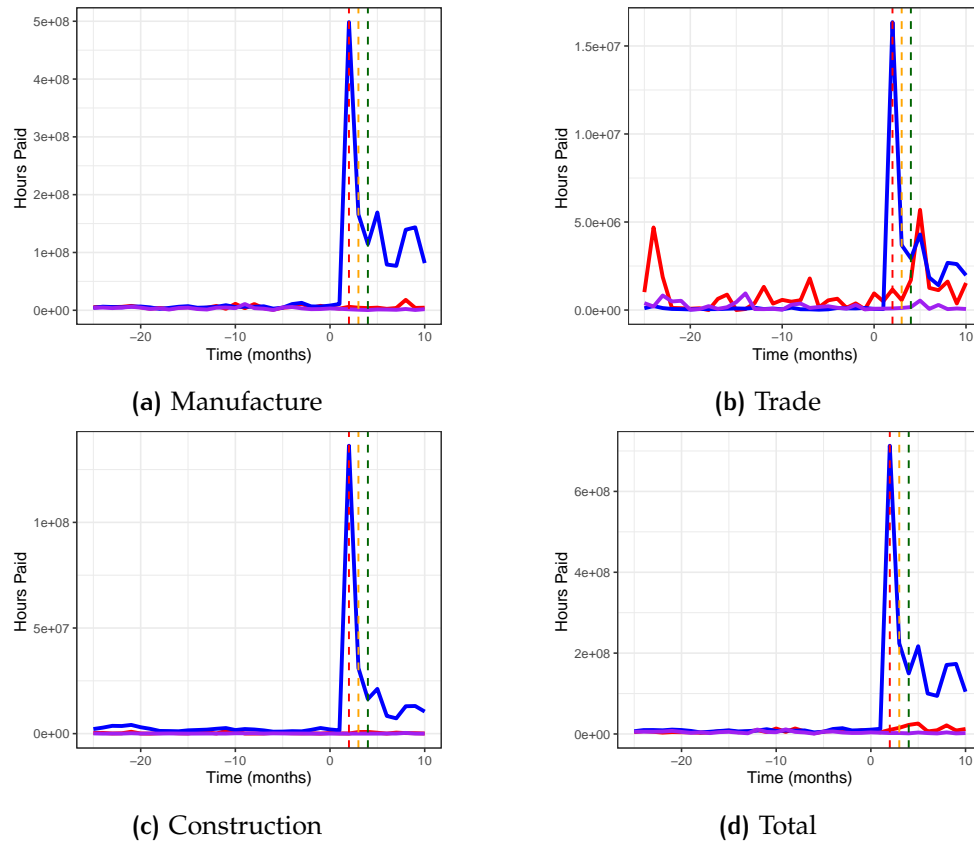 5e+08
4e+08
3e+08
2e+08
1e+08
0e+00
Hours Paid
−20
−10
0
10
Time (months)
(a) Manufacture
1.5e+07
1.0e+07
5.0e+06
0.0e+00
Hours Paid
−20
−10
0
10
Time (months)
(b) Trade
1e+08
5e+07
0e+00
Hours Paid
−20
−10
0
10
Time (months)
(c) Construction
6e+08
4e+08
2e+08
0e+00
Hours Paid
−20
−10
0
10
Time (months)
(d) Total